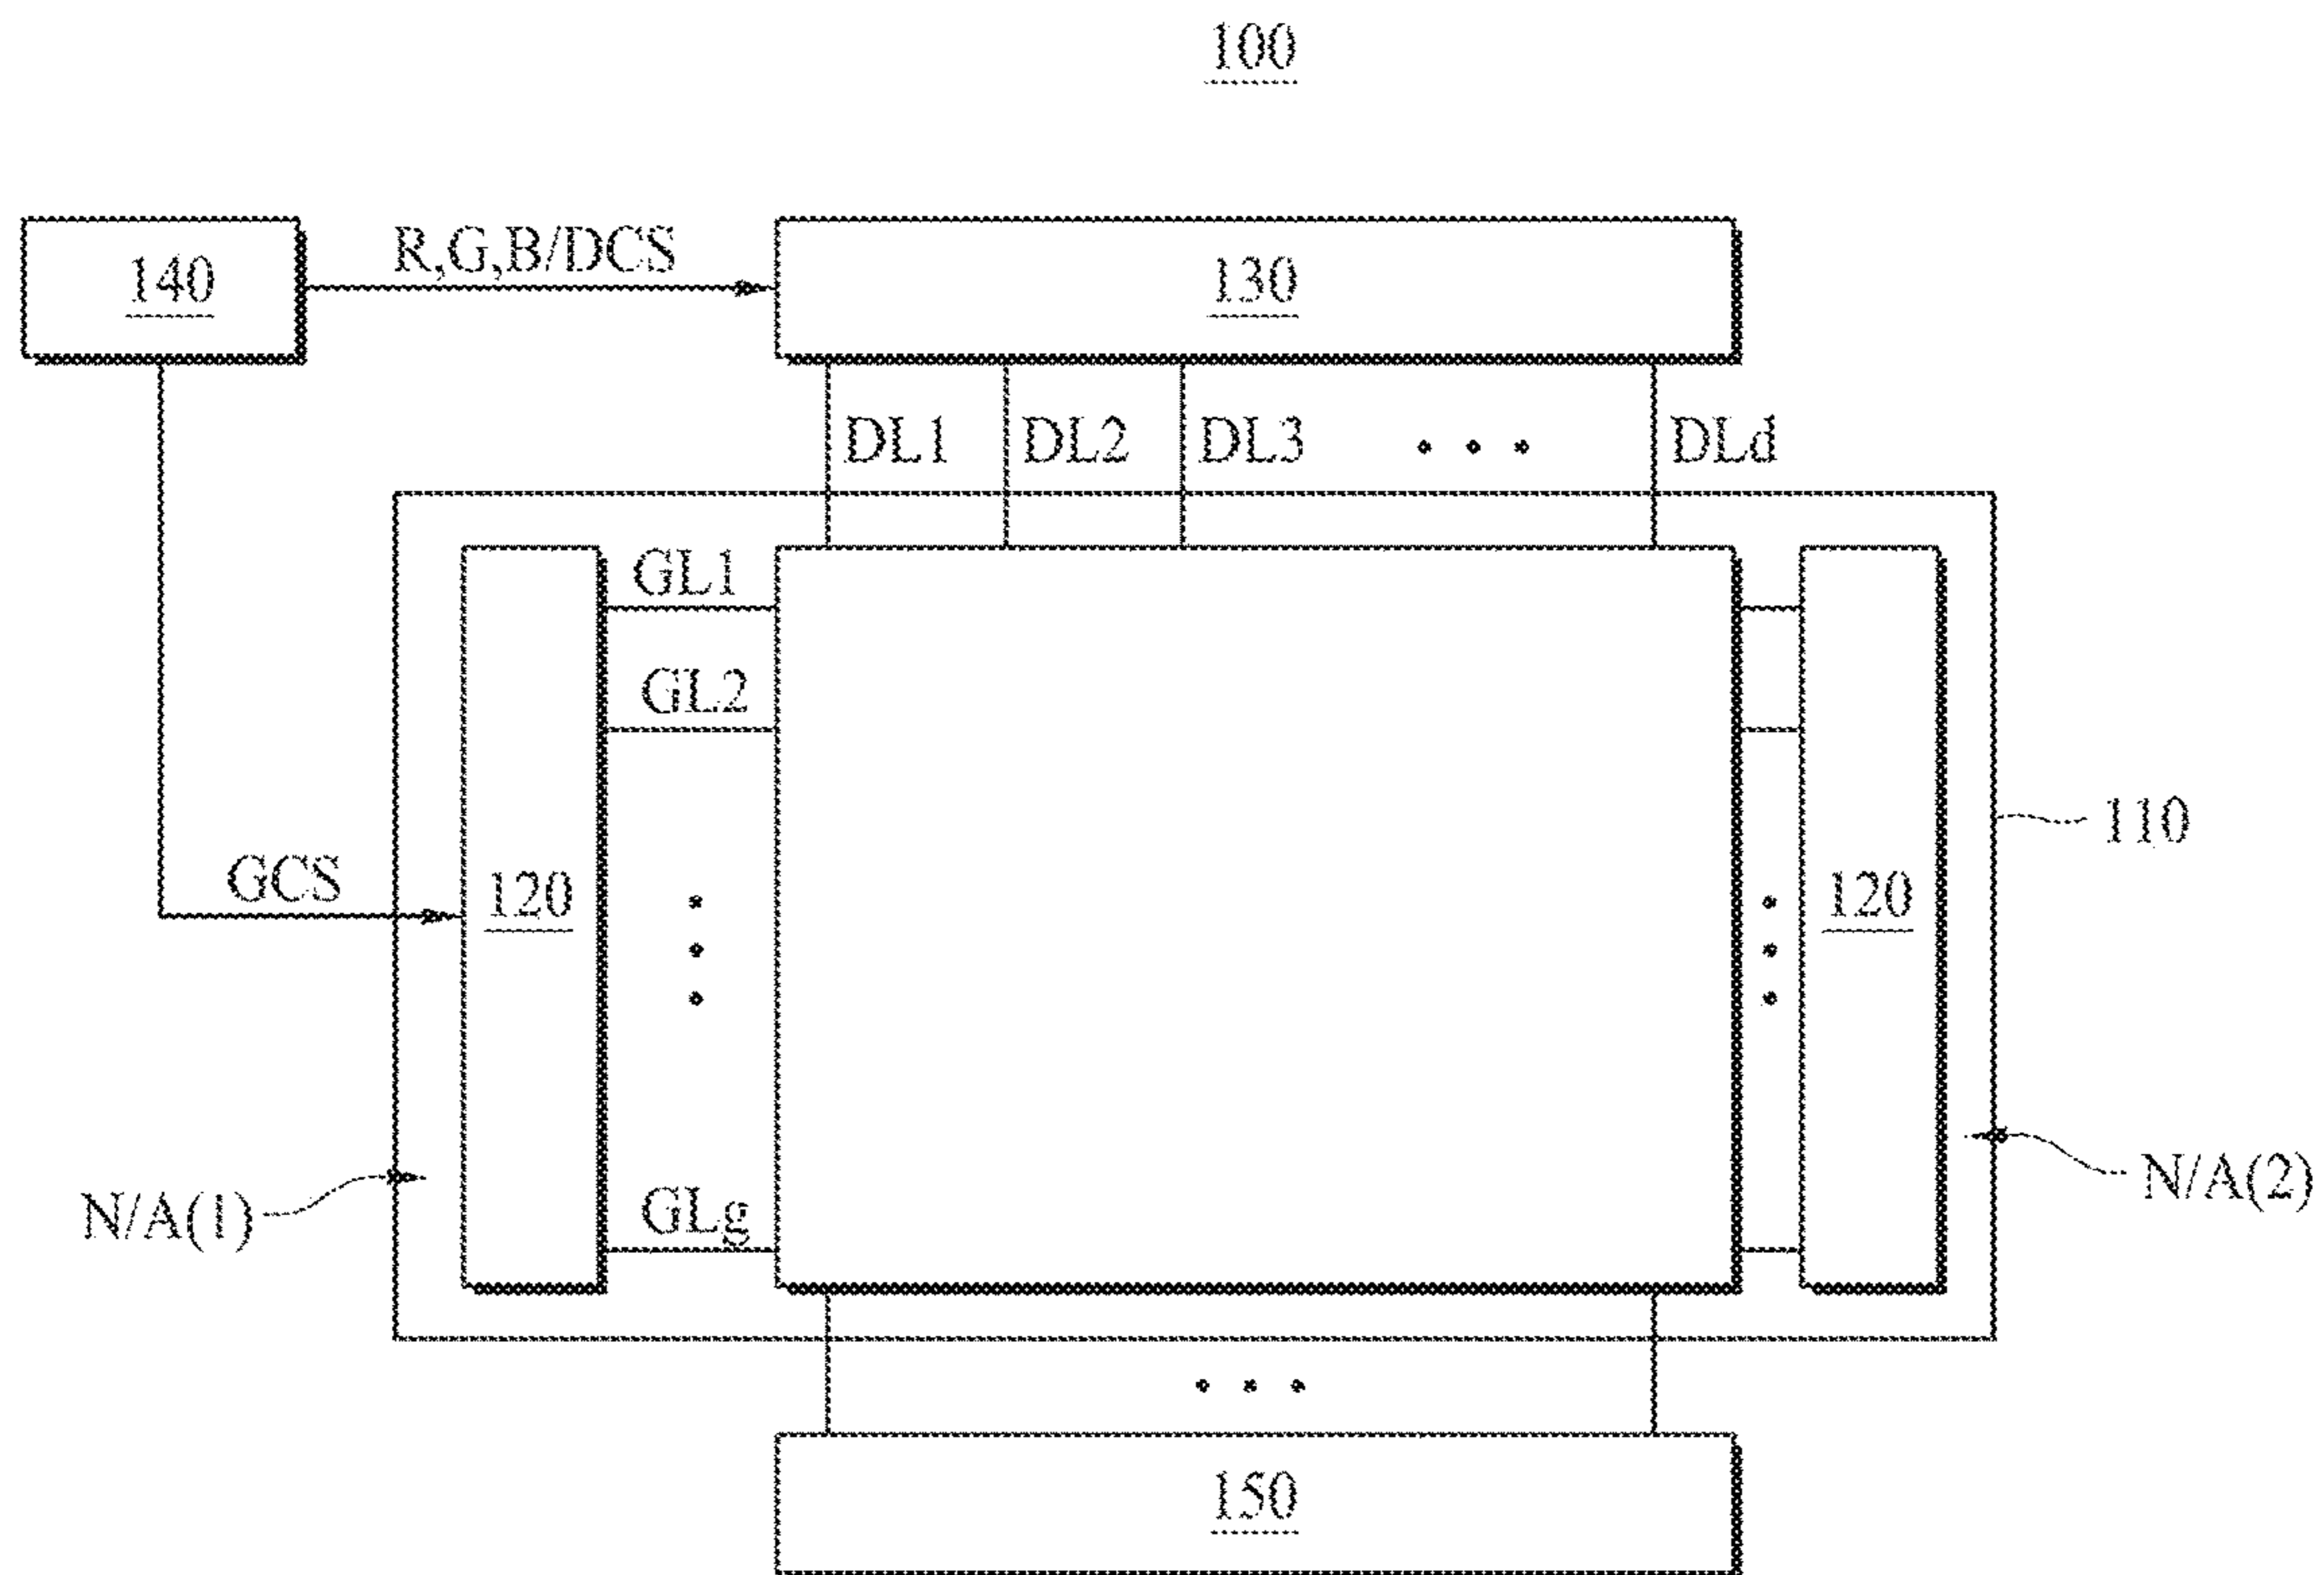 100
R,G,B/DCS
140
130
DL1 DL2 DL3 DLd
GL1
GL2
110
GCS
120
120
N/A(1)
N/A(2)
GLg
150